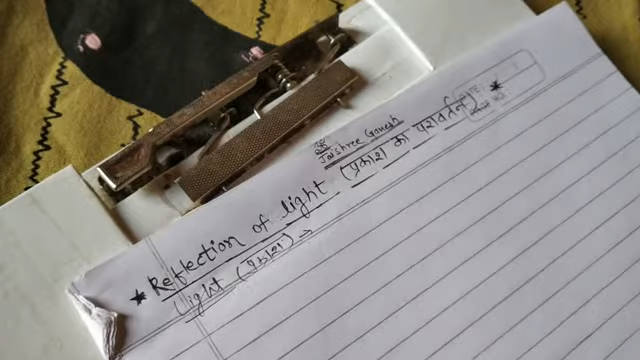 ॐ
Jaishree Ganesh
* Reflection of light (प्रकाश का परावर्तन) *
Light (प्रकाश) →